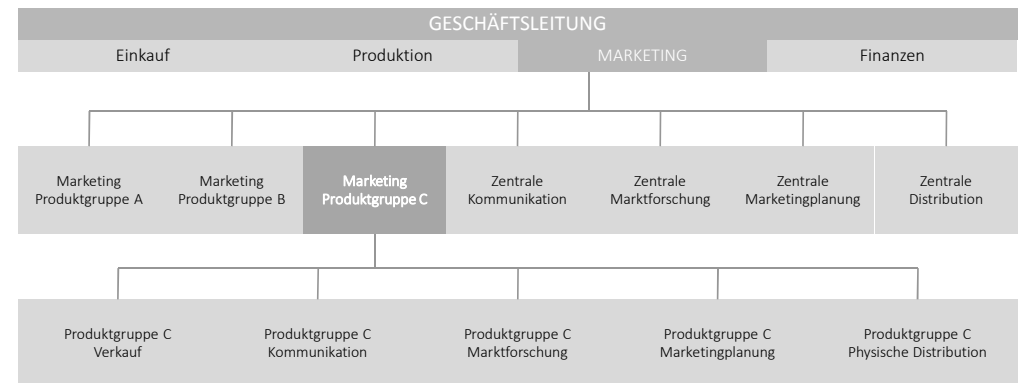 GESCHÄFTSLEITUNG
Einkauf
Produktion
MARKETING
Finanzen
Marketing
Produktgruppe A
Marketing
Produktgruppe B
Marketing
Produktgruppe C
Zentrale
Kommunikation
Zentrale
Marktforschung
Zentrale
Marketingplanung
Zentrale
Distribution
Produktgruppe C
Verkauf
Produktgruppe C
Kommunikation
Produktgruppe C
Marktforschung
Produktgruppe C
Marketingplanung
Produktgruppe C
Physische Distribution